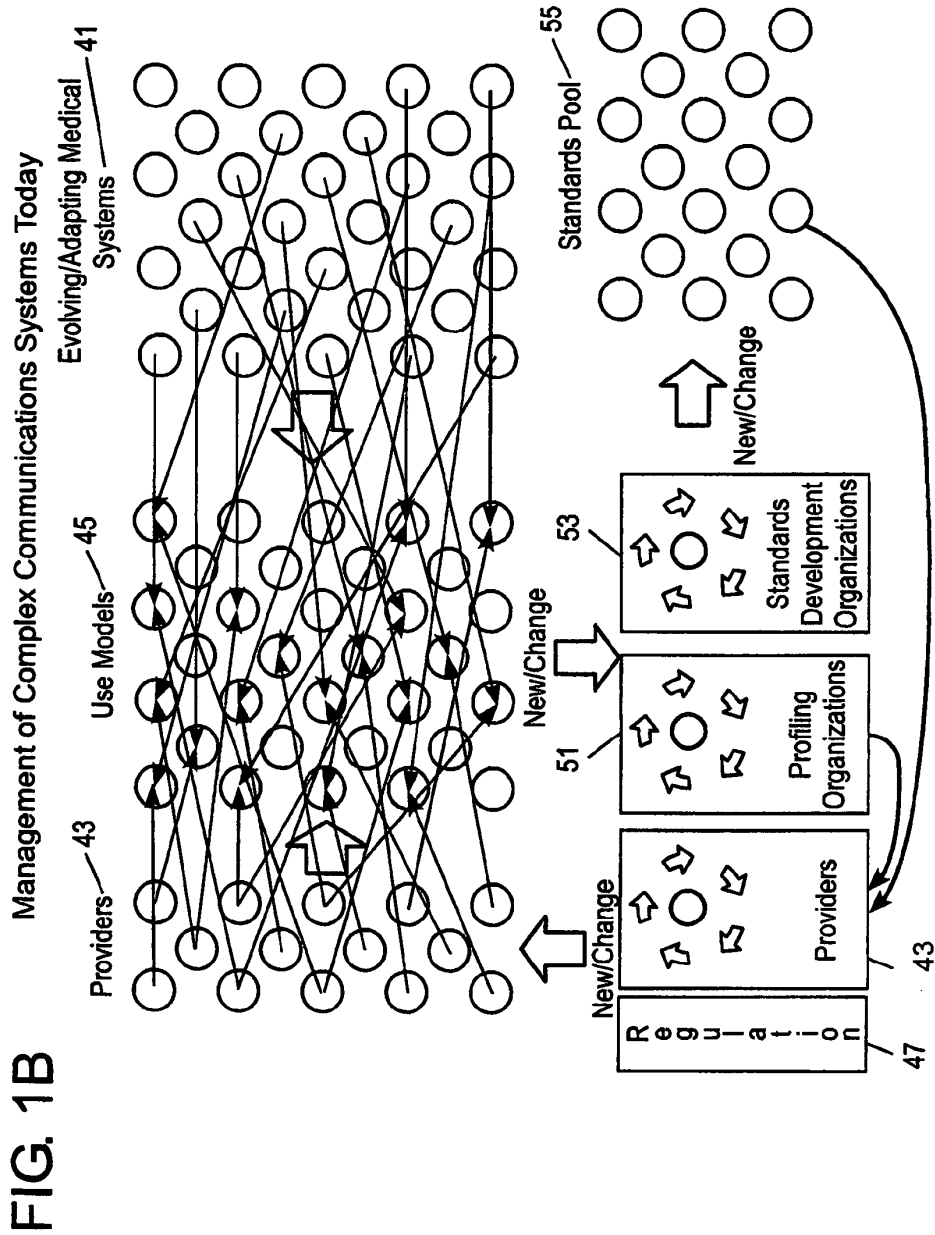 FIG. 1B
Management of Complex Communications Systems Today
Providers
43
Use Models
45
Evolving/Adapting Medical
Systems
41
New/Change
New/Change
New/Change
Regulation
47
Providers
43
Profiling
Organizations
51
Standards
Development
Organizations
53
Standards Pool
55